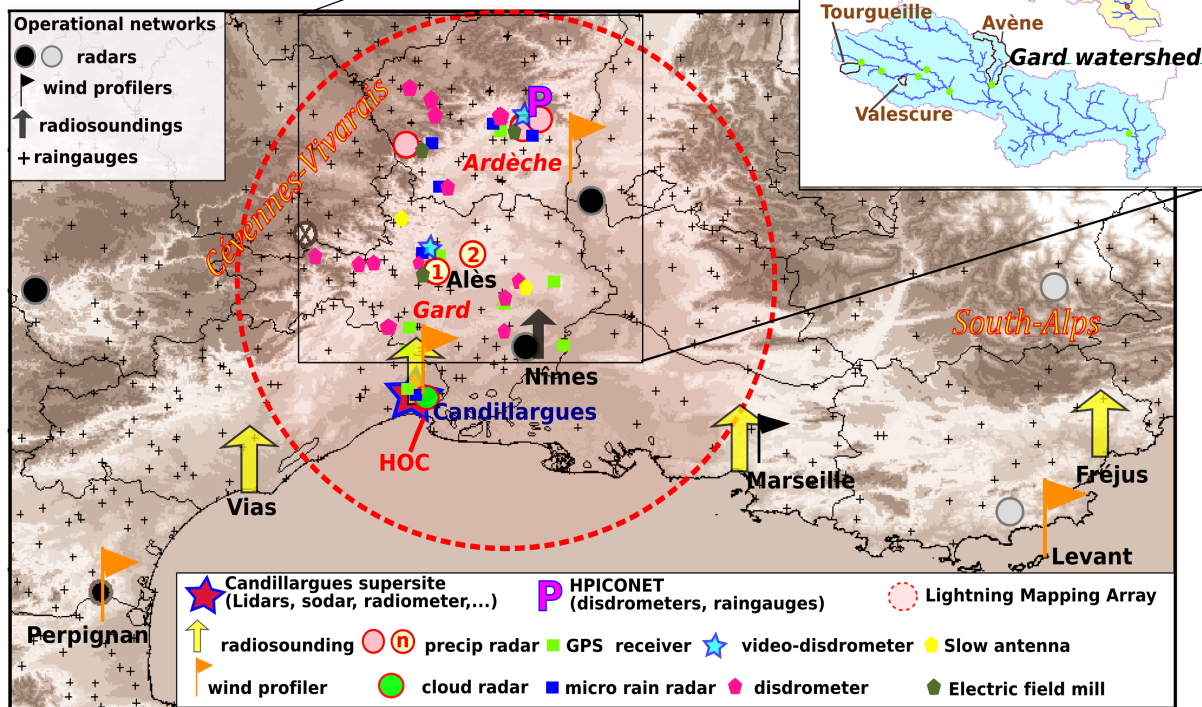 Operational networks
radars
wind profilers
radiosoundings
raingauges
Tourgueille
Avène
Gard watershed
Valescure
Cévennes-Vivarais
P
Ardèche
X
1
2
Alès
Gard
South-Alps
Nîmes
Candillargues
HOC
Vias
Marseille
Fréjus
Levant
Perpignan
Candillargues supersite
(Lidars, sodar, radiometer,...)
P HPICONET
(disdrometers, raingauges)
Lightning Mapping Array
radiosounding
n precip radar
GPS receiver
video-disdrometer
Slow antenna
wind profiler
cloud radar
micro rain radar
disdrometer
Electric field mill